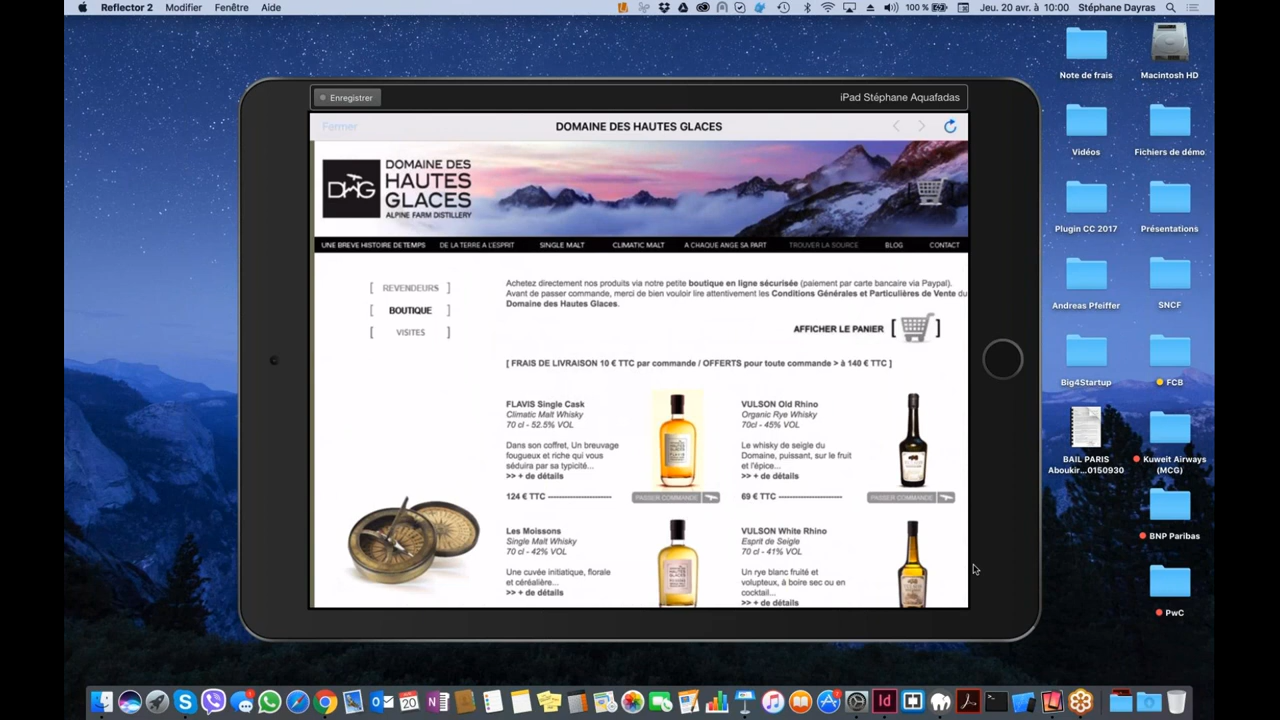 Reflector 2 Modifier Fenêtre Aide
100 % Jeu. 20 avr. à 10:00 Stéphane Dayras
Enregistrer
iPad Stéphane Aquafadas
Fermer
DOMAINE DES HAUTES GLACES
DWG
DOMAINE DES
HAUTES
GLACES
ALPINE FARM DISTILLERY
UNE BREVE HISTOIRE DE TEMPS DE LA TERRE A L'ESPRIT SINGLE MALT CLIMATIC MALT A CHAQUE ANGE SA PART TROUVER LA SOURCE BLOG CONTACT
[ REVENDEURS ]
[ BOUTIQUE ]
[ VISITES ]
Achetez directement nos produits via notre petite boutique en ligne sécurisée (paiement par carte bancaire via Paypal).
Avant de passer commande, merci de bien vouloir lire attentivement les Conditions Générales et Particulières de Vente du
Domaine des Hautes Glaces.
AFFICHER LE PANIER [ ]
[ FRAIS DE LIVRAISON 10 € TTC par commande / OFFERTS pour toute commande > à 140 € TTC ]
FLAVIS Single Cask
Climatic Malt Whisky
70 cl - 52.5% VOL
Dans son coffret, Un breuvage
fougueux et riche qui vous
séduira par sa typicité...
>> + de détails
124 € TTC ------------------
PASSER COMMANDE
VULSON Old Rhino
Organic Rye Whisky
70cl - 45% VOL
Le whisky de seigle du
Domaine, puissant, sur le fruit
et l'épice...
>> + de détails
69 € TTC ------------------
PASSER COMMANDE
Les Moissons
Single Malt Whisky
70 cl - 42% VOL
Une cuvée initiatique, florale
et céréalière...
>> + de détails
VULSON White Rhino
Esprit de Seigle
70 cl - 41% VOL
Un rye blanc fruité et
voluptueux, à boire sec ou en
cocktail...
>> + de détails
Note de frais
Macintosh HD
Vidéos
Fichiers de démo
Plugin CC 2017
Présentations
Andreas Pfeiffer
SNCF
Big4Startup
FCB
BAIL PARIS
Aboukir...0150930
Kuweit Airways
(MCG)
BNP Paribas
PwC
20
Id